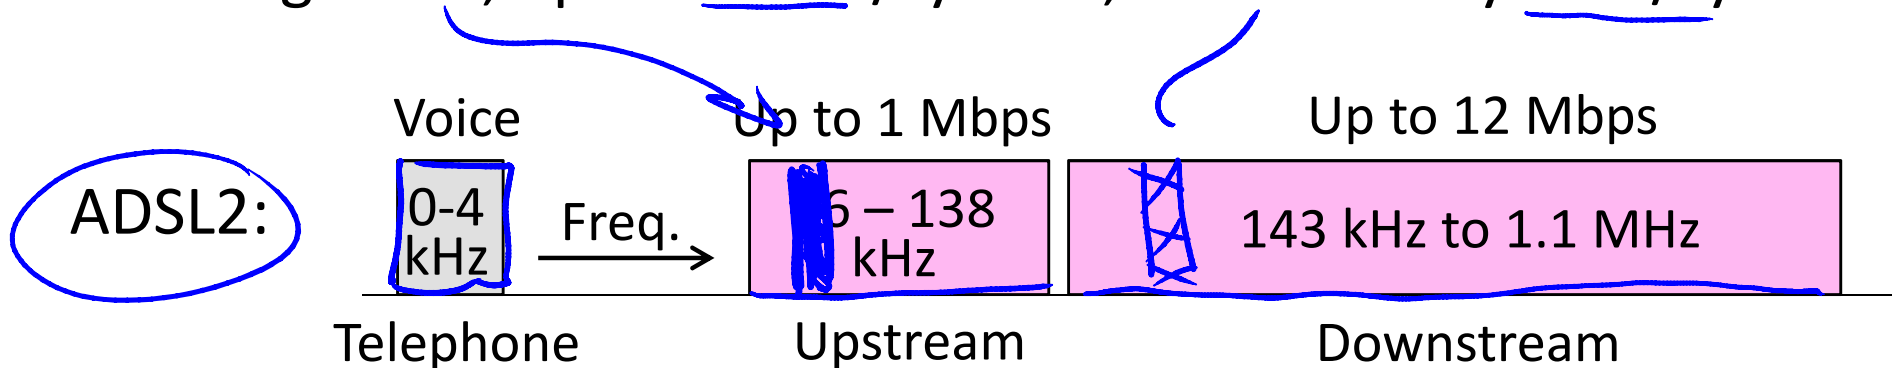 Voice Up to 1 Mbps Up to 12 Mbps
ADSL2: 0-4 kHz Freq. 6 – 138 kHz 143 kHz to 1.1 MHz
Telephone Upstream Downstream